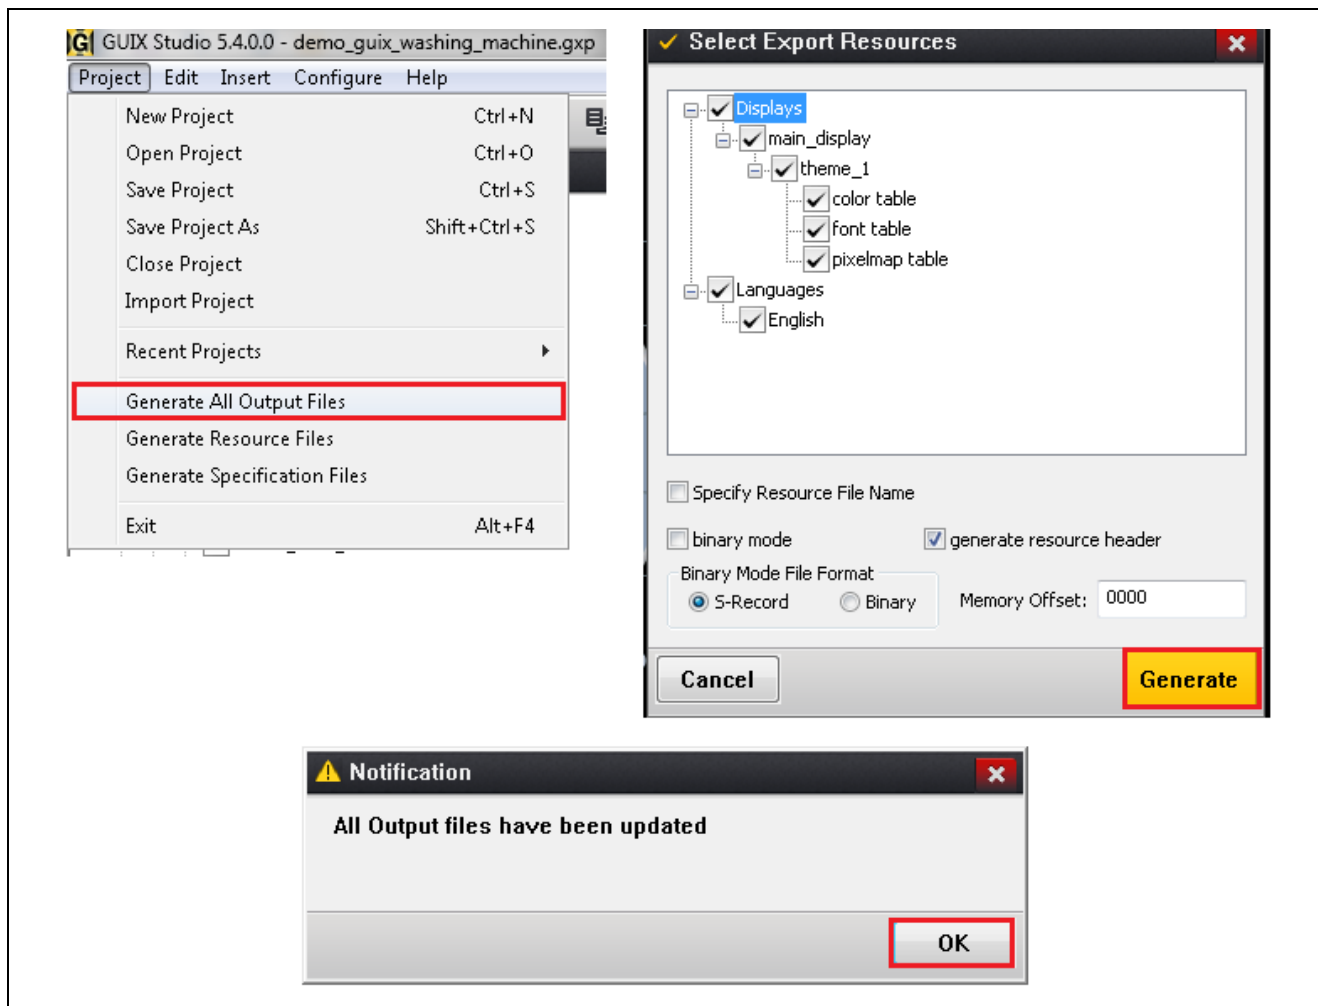 GUIX Studio 5.4.0.0 - demo_guix_washing_machine.gxp
Project Edit Insert Configure Help
New Project Ctrl+N
Open Project Ctrl+O
Save Project Ctrl+S
Save Project As Shift+Ctrl+S
Close Project
Import Project
Recent Projects
Generate All Output Files
Generate Resource Files
Generate Specification Files
Exit Alt+F4
Select Export Resources
Displays
main_display
theme_1
color table
font table
pixelmap table
Languages
English
Specify Resource File Name
binary mode generate resource header
Binary Mode File Format
S-Record Binary Memory Offset: 0000
Cancel Generate
Notification
All Output files have been updated
OK